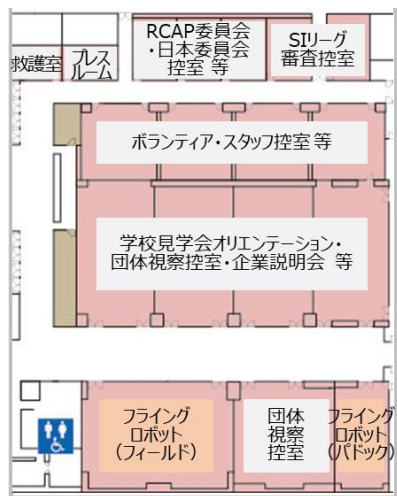 RCAP委員会
・日本委員会
控室 等
SIリーグ
審査控室
救護室
プレス
ルーム
ボランティア・スタッフ控室 等
学校見学会オリエンテーション・
団体視察控室・企業説明会 等
フライング
ロボット
（フィールド）
団体
視察
控室
フライング
ロボット
（パドック）